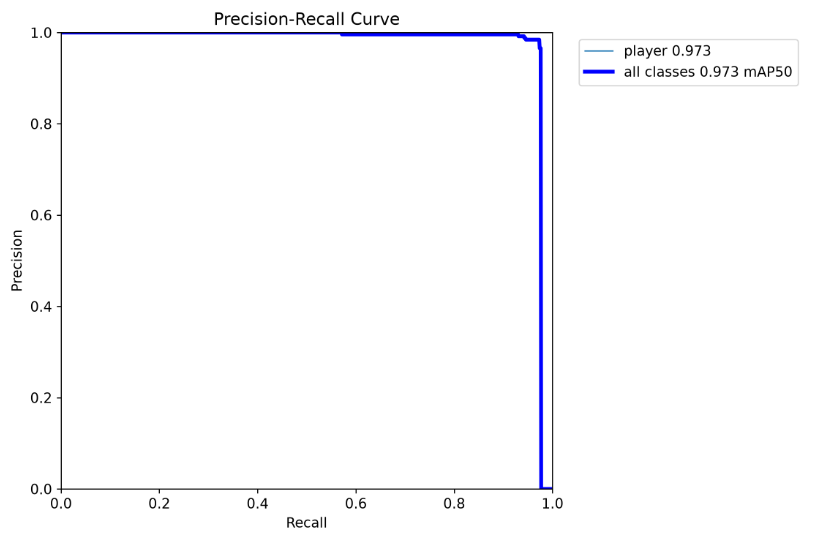 Precision-Recall Curve
player 0.973
all classes 0.973 mAP50
1.0
0.8
0.6
0.4
0.2
0.0
Precision
0.0 0.2 0.4 0.6 0.8 1.0
Recall